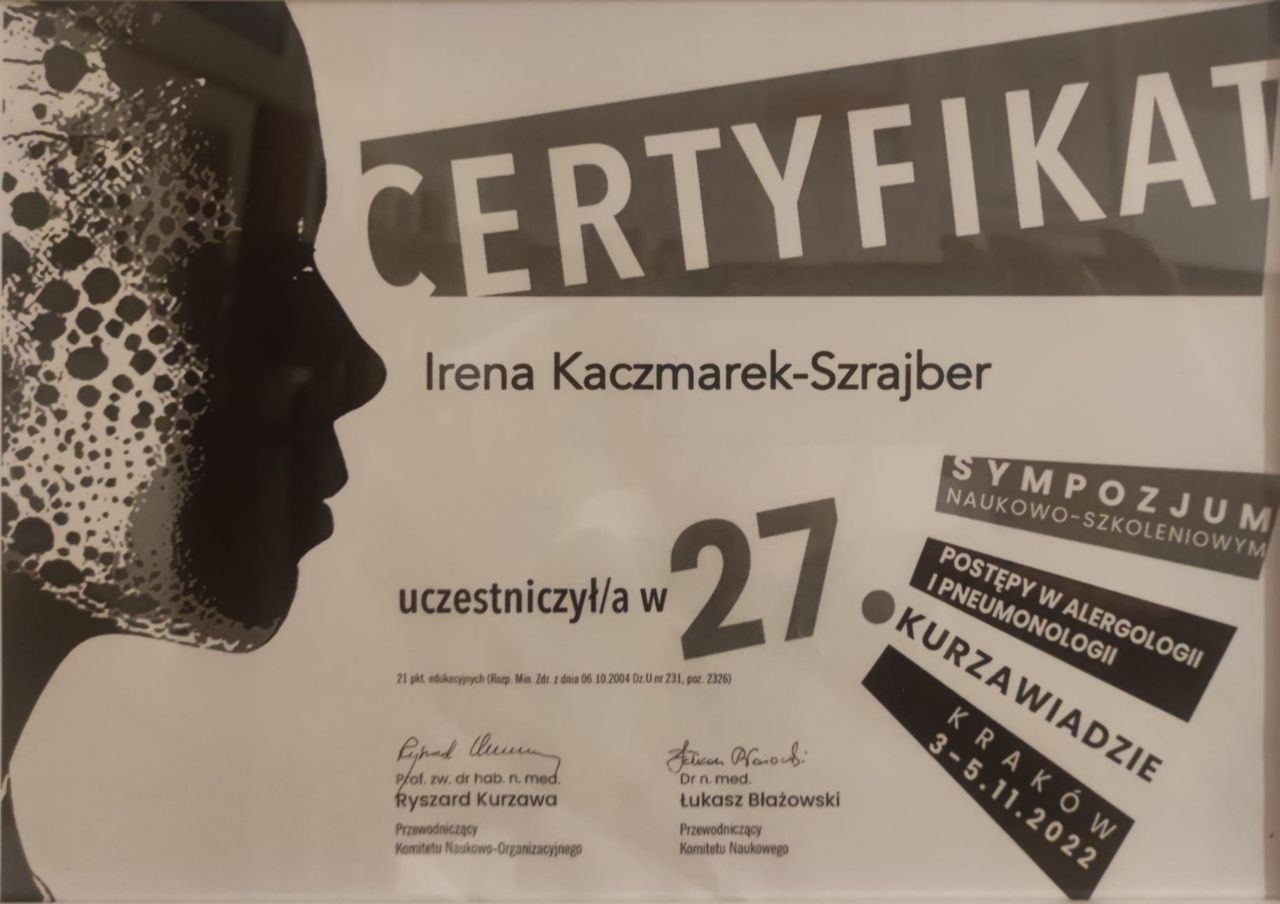 CERTYFIKAT
Irena Kaczmarek-Szrajber
uczestniczył/a w 27.
SYMPOZJUM
NAUKOWO-SZKOLENIOWYM
POSTĘPY W ALERGOLOGII
I PNEUMONOLOGII
KURZAWIADZIE
KRAKÓW
3-5.11.2022
21 pkt. edukacyjnych (Rozp. Min. Zdr. z dnia 06.10.2004 Dz.U nr 231, poz. 2326)
Prof. zw. dr hab. n. med.
Ryszard Kurzawa
Przewodniczący
Komitetu Naukowo-Organizacyjnego
Dr n. med.
Łukasz Błażowski
Przewodniczący
Komitetu Naukowego